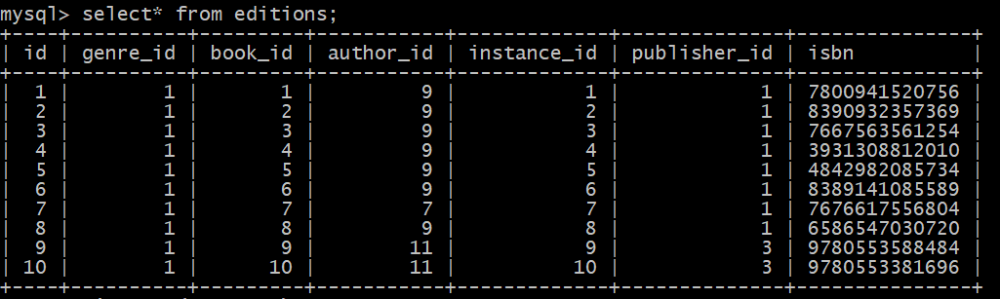 mysql> select* from editions;
+----+----------+---------+-----------+-------------+--------------+---------------+
| id | genre_id | book_id | author_id | instance_id | publisher_id | isbn          |
+----+----------+---------+-----------+-------------+--------------+---------------+
|  1 |        1 |       1 |         9 |           1 |            1 | 7800941520756 |
|  2 |        1 |       2 |         9 |           2 |            1 | 8390932357369 |
|  3 |        1 |       3 |         9 |           3 |            1 | 7667563561254 |
|  4 |        1 |       4 |         9 |           4 |            1 | 3931308812010 |
|  5 |        1 |       5 |         9 |           5 |            1 | 4842982085734 |
|  6 |        1 |       6 |         9 |           6 |            1 | 8389141085589 |
|  7 |        1 |       7 |         7 |           7 |            1 | 7676617556804 |
|  8 |        1 |       8 |         9 |           8 |            1 | 6586547030720 |
|  9 |        1 |       9 |        11 |           9 |            3 | 9780553588484 |
| 10 |        1 |      10 |        11 |          10 |            3 | 9780553381696 |
+----+----------+---------+-----------+-------------+--------------+---------------+